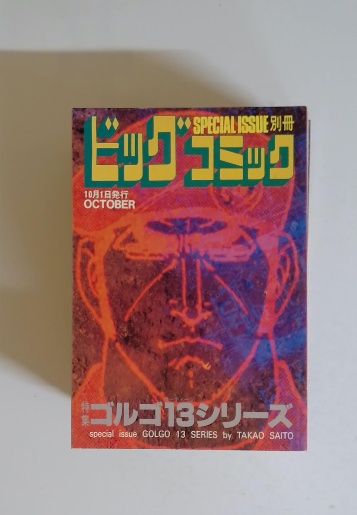 SPECIAL ISSUE 別冊
ビッグコミック
10月1日発行
OCTOBER
特集 ゴルゴ13シリーズ
special issue GOLGO 13 SERIES by TAKAO SAITO